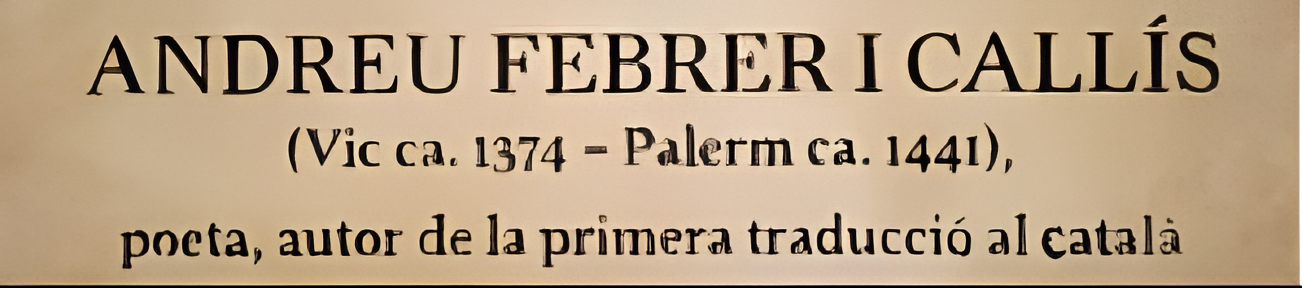 ANDREU FEBRER I CALLÍS
(Vic ca. 1374 – Palerm ca. 1441),
poeta, autor de la primera traducció al català